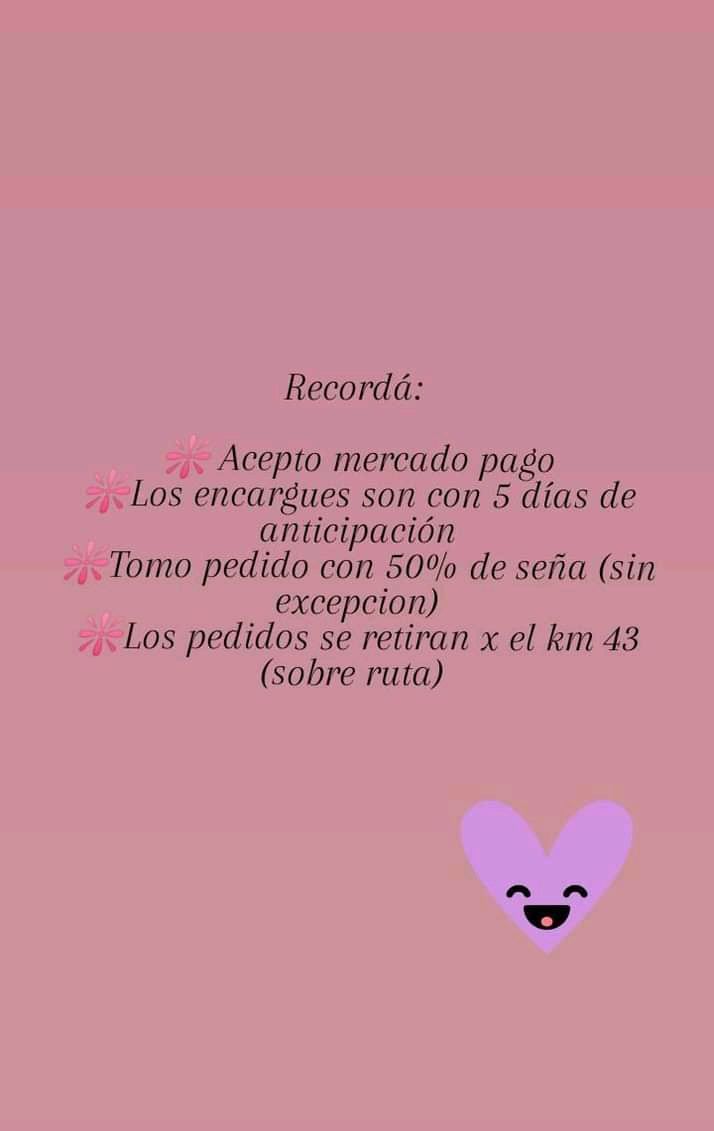 Recordá:
Acepto mercado pago
Los encargues son con 5 días de
anticipación
Tomo pedido con 50% de seña (sin
excepcion)
Los pedidos se retiran x el km 43
(sobre ruta)